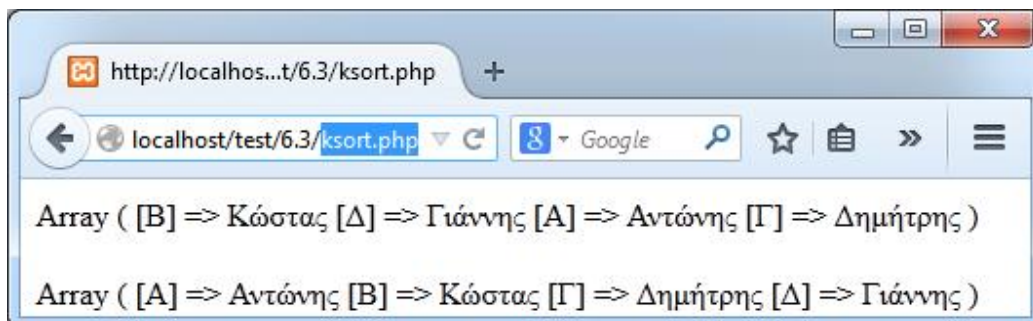 http://localhos...t/6.3/ksort.php
localhost/test/6.3/ksort.php
Google
Array ( [Β] => Κώστας [Δ] => Γιάννης [Α] => Αντώνης [Γ] => Δημήτρης )
Array ( [Α] => Αντώνης [Β] => Κώστας [Γ] => Δημήτρης [Δ] => Γιάννης )